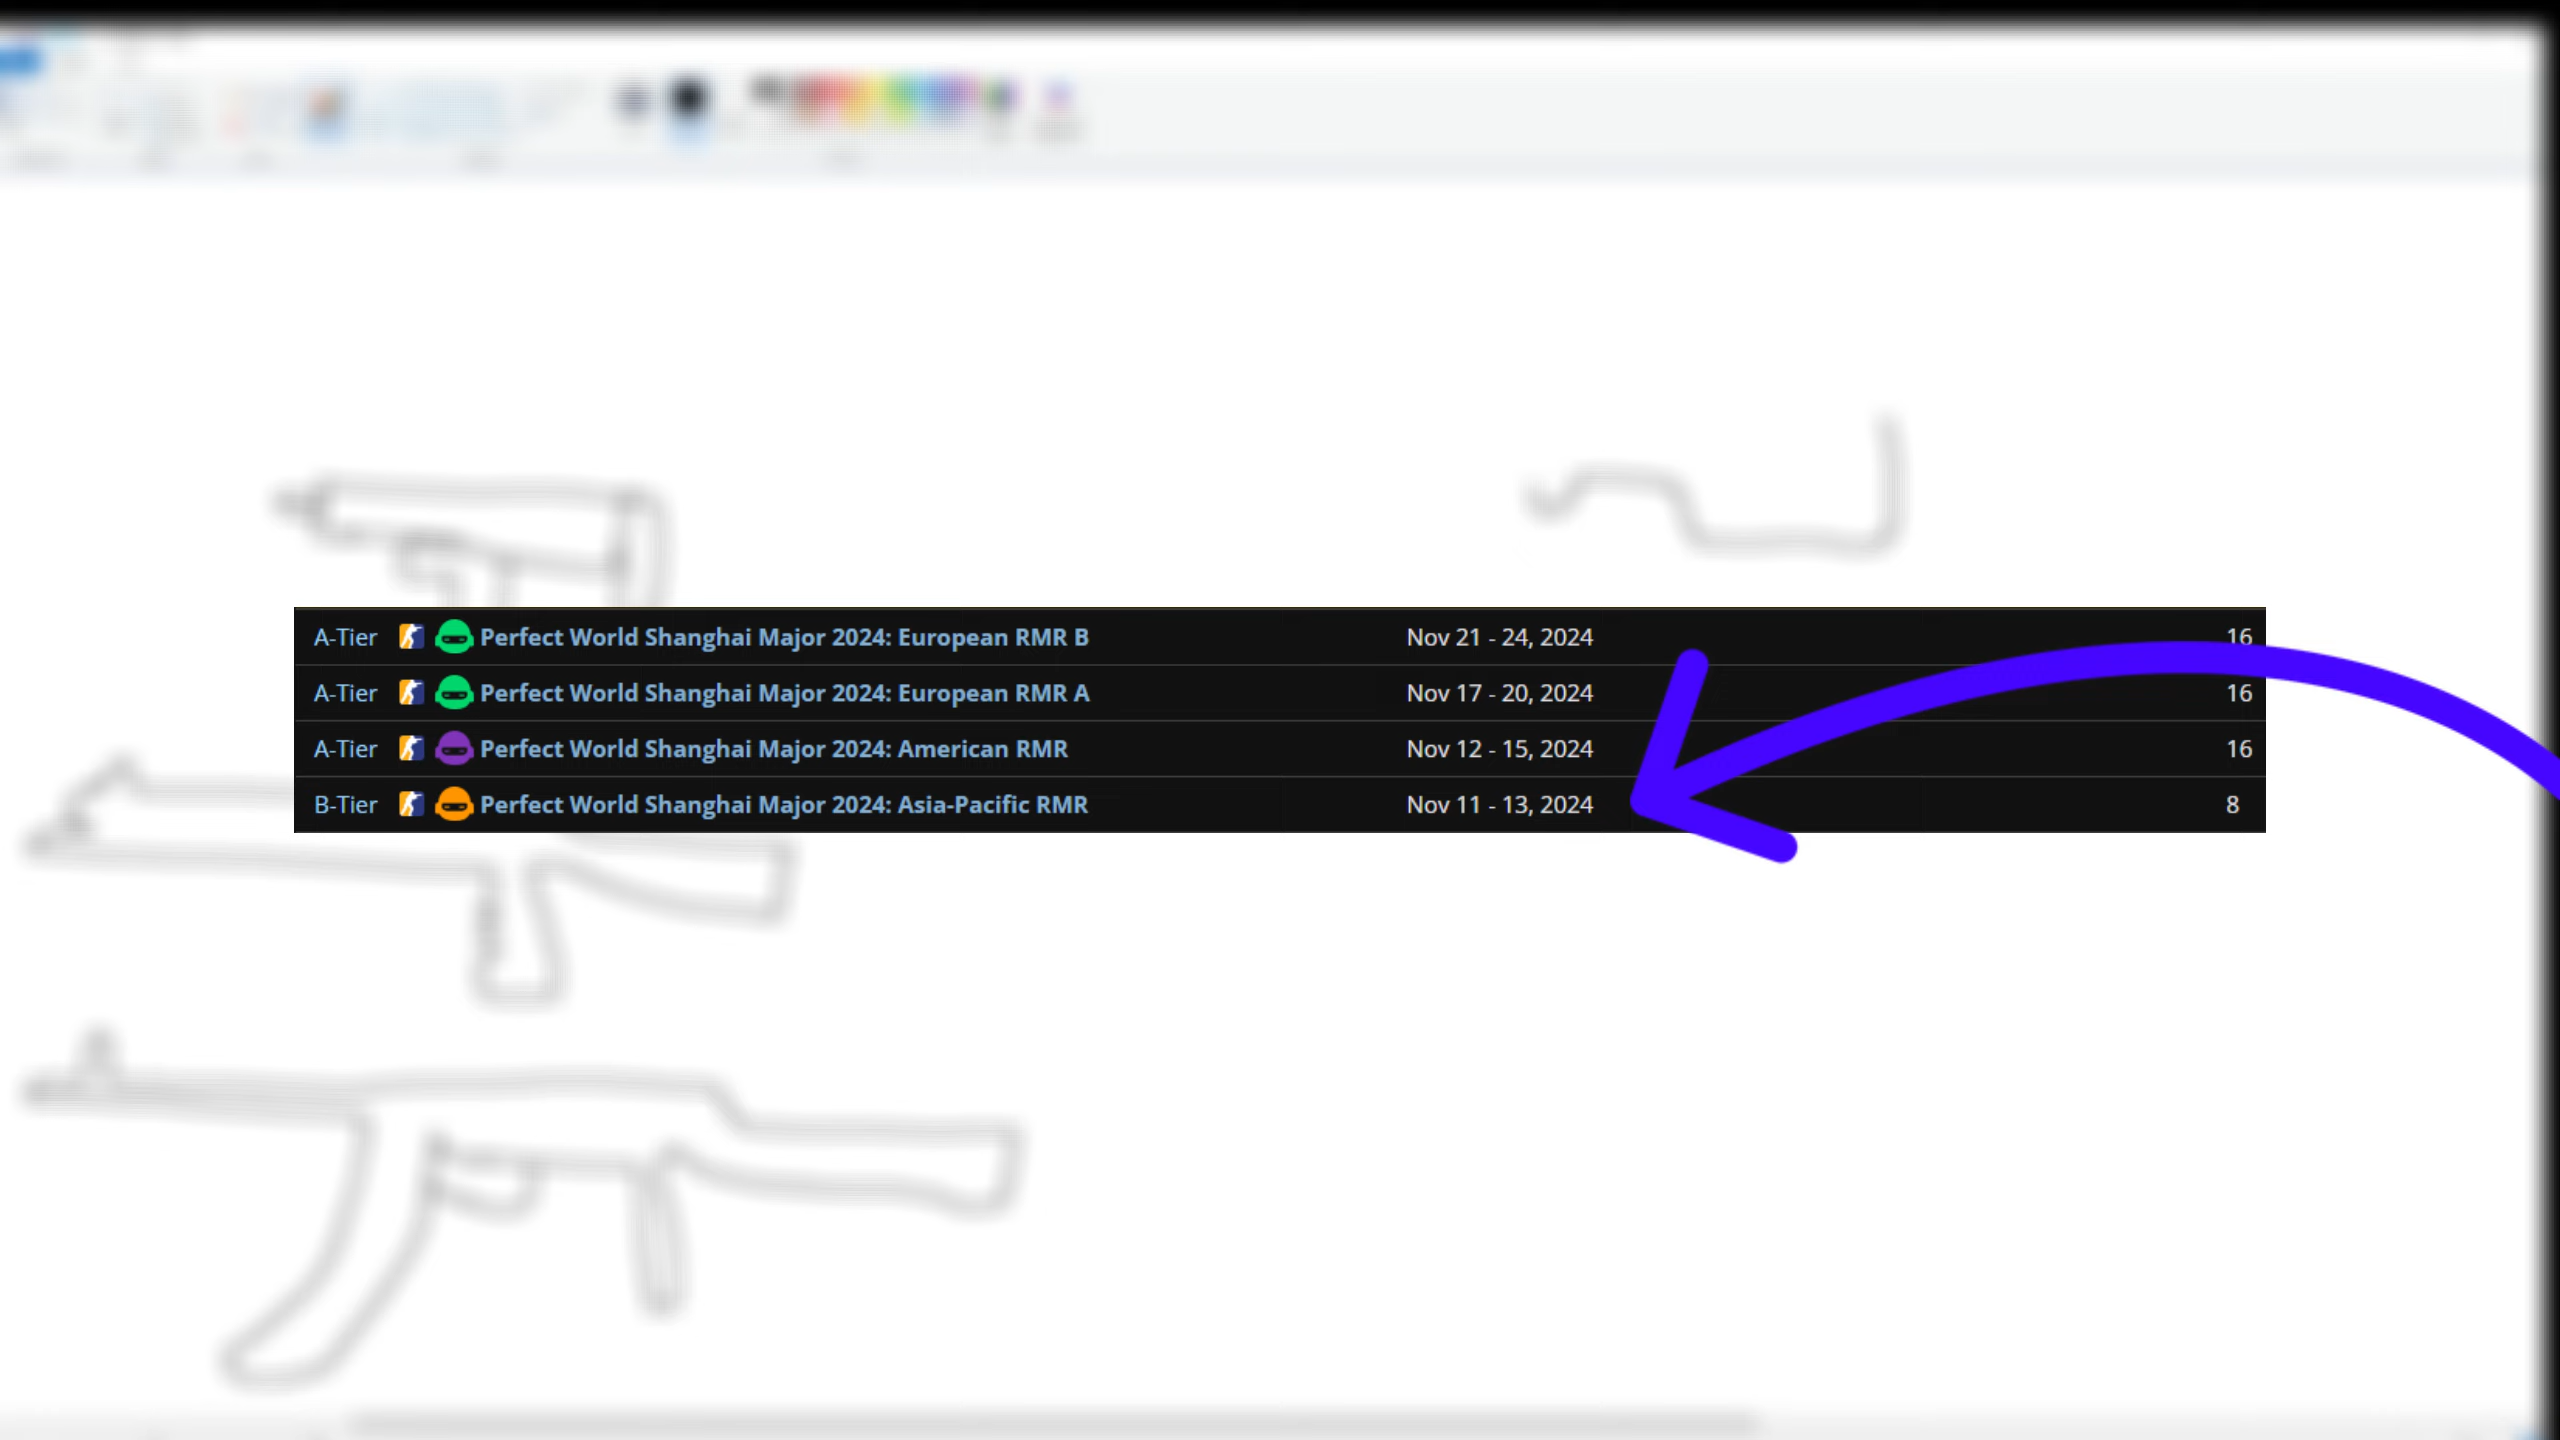 A-Tier Perfect World Shanghai Major 2024: European RMR B Nov 21 - 24, 2024 16
A-Tier Perfect World Shanghai Major 2024: European RMR A Nov 17 - 20, 2024 16
A-Tier Perfect World Shanghai Major 2024: American RMR Nov 12 - 15, 2024 16
B-Tier Perfect World Shanghai Major 2024: Asia-Pacific RMR Nov 11 - 13, 2024 8